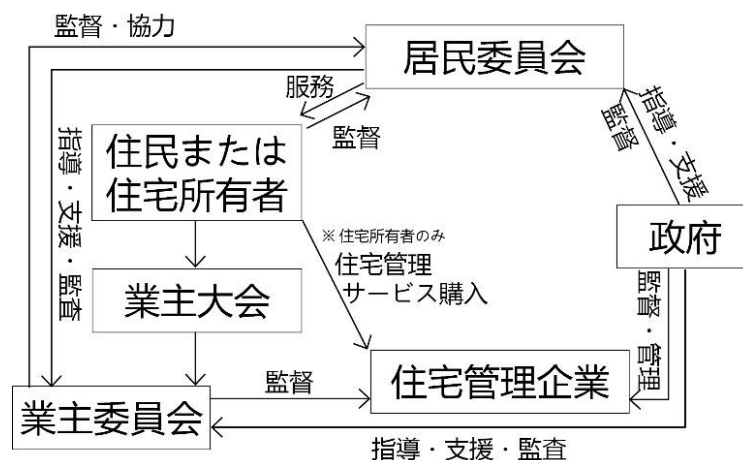 監督・協力
居民委員会
服務
監督
指導・支援
監督
住民または
住宅所有者
指導・支援・監査
※ 住宅所有者のみ
住宅管理
サービス購入
政府
業主大会
監督・管理
住宅管理企業
監督
業主委員会
指導・支援・監査